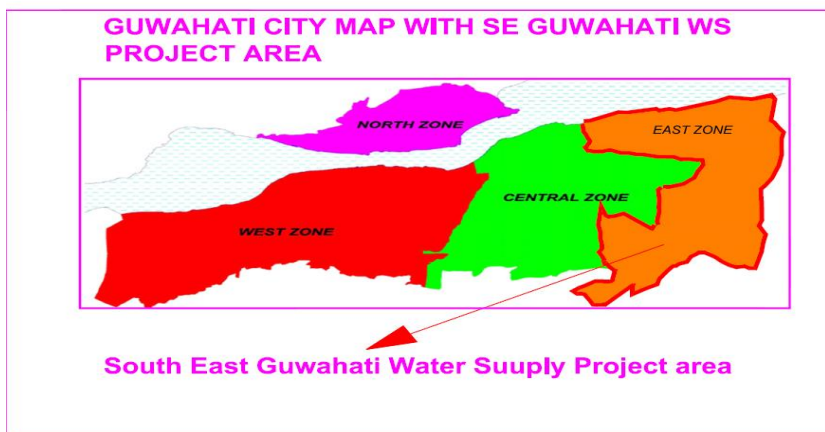 GUWAHATI CITY MAP WITH SE GUWAHATI WS
PROJECT AREA
NORTH ZONE
EAST ZONE
CENTRAL ZONE
WEST ZONE
South East Guwahati Water Suuply Project area